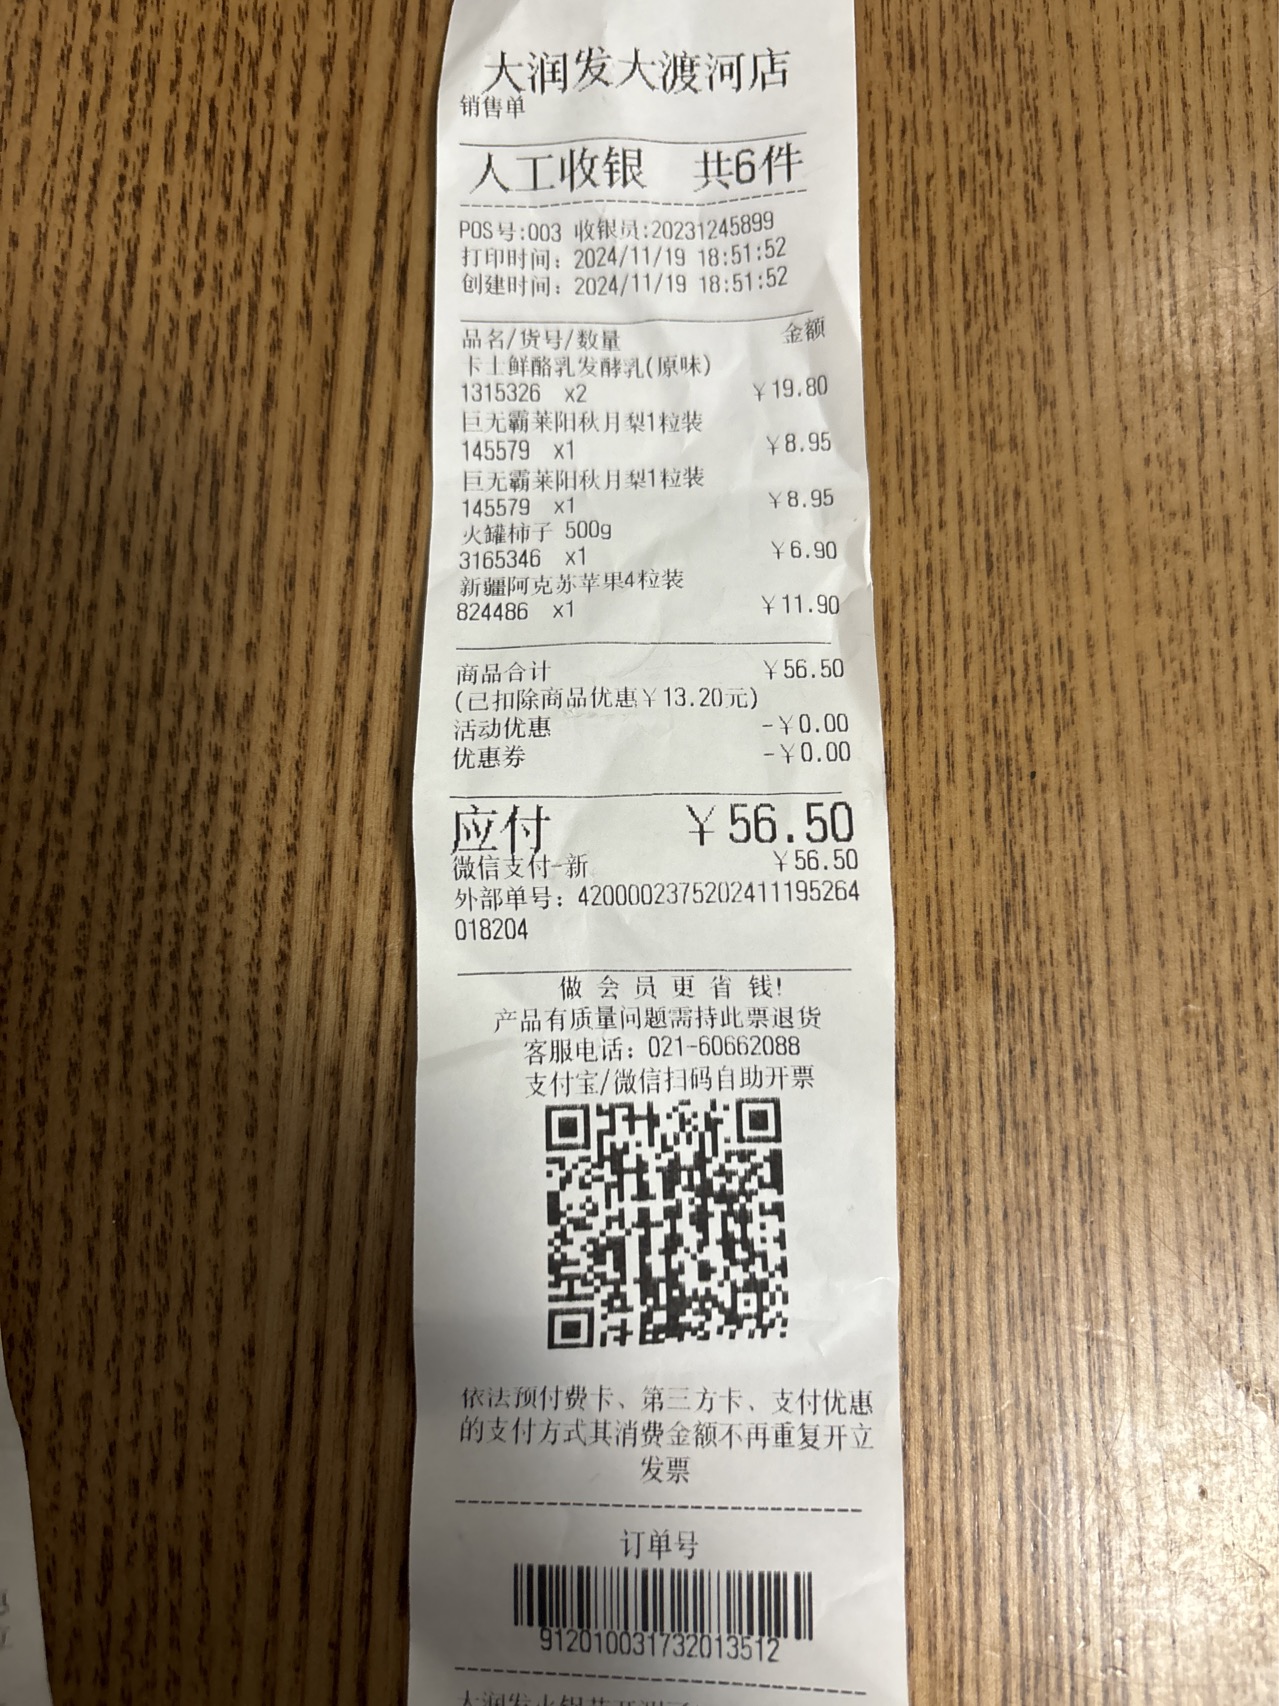 大润发大渡河店
销售单
人工收银 共6件
POS号:003 收银员:20231245899
打印时间: 2024/11/19 18:51:52
创建时间: 2024/11/19 18:51:52
品名/货号/数量 金额
卡士鲜酪乳发酵乳(原味)
1315326 x2 ￥19.80
巨无霸莱阳秋月梨1粒装
145579 x1 ￥8.95
巨无霸莱阳秋月梨1粒装
145579 x1 ￥8.95
火罐柿子 500g
3165346 x1 ￥6.90
新疆阿克苏苹果4粒装
824486 x1 ￥11.90
商品合计 ￥56.50
(已扣除商品优惠￥13.20元)
活动优惠 -￥0.00
优惠券 -￥0.00
应付 ￥56.50
微信支付-新 ￥56.50
外部单号: 4200002375202411195264
018204
做会员更省钱!
产品有质量问题需持此票退货
客服电话: 021-60662088
支付宝/微信扫码自助开票
依法预付费卡、第三方卡、支付优惠
的支付方式其消费金额不再重复开立
发票
订单号
912010031732013512
大润发火锅节开涮了